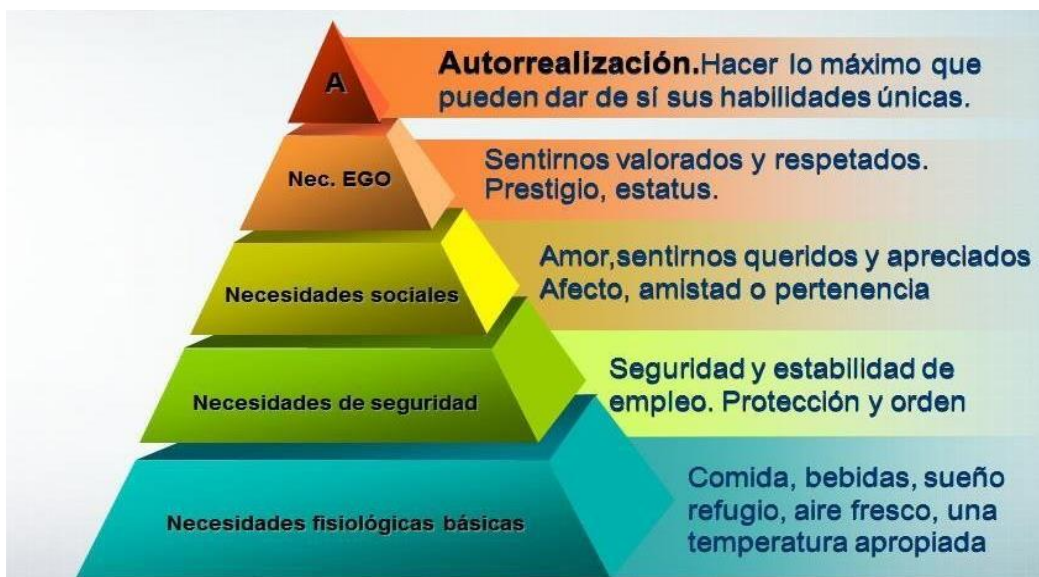 A
Autorrealización.Hacer lo máximo que
pueden dar de sí sus habilidades únicas.
Nec. EGO
Sentirnos valorados y respetados.
Prestigio, estatus.
Necesidades sociales
Amor,sentirnos queridos y apreciados
Afecto, amistad o pertenencia
Necesidades de seguridad
Seguridad y estabilidad de
empleo. Protección y orden
Necesidades fisiológicas básicas
Comida, bebidas, sueño
refugio, aire fresco, una
temperatura apropiada